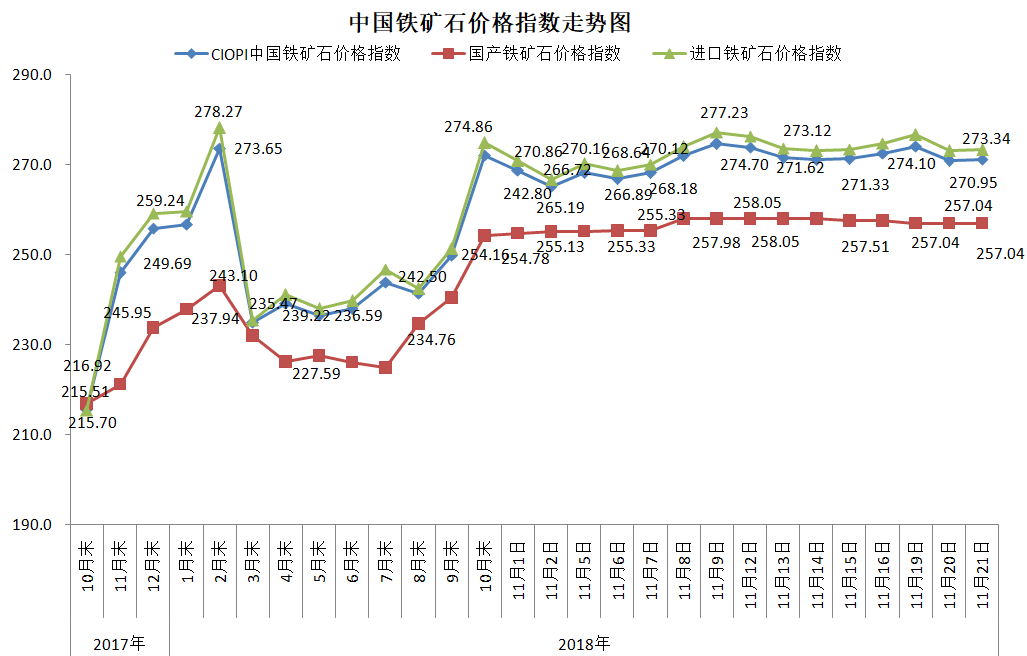 中国铁矿石价格指数走势图
CIOPI中国铁矿石价格指数 国产铁矿石价格指数 进口铁矿石价格指数
290.0
270.0
250.0
230.0
210.0
190.0
278.27
273.65
259.24
249.69
245.95
243.10
237.94
235.47
239.22
236.59
227.59
216.92
215.51
215.70
242.50
234.76
274.86
254.16
254.78
270.86
242.80
266.72
265.19
255.13
270.16
268.64
266.89
255.33
270.12
268.18
255.33
277.23
274.70
257.98
258.05
258.05
273.12
271.62
271.33
257.51
274.10
257.04
273.34
270.95
257.04
257.04
10月末
11月末
12月末
1月末
2月末
3月末
4月末
5月末
6月末
7月末
8月末
9月末
10月末
11月1日
11月2日
11月5日
11月6日
11月7日
11月8日
11月9日
11月12日
11月13日
11月14日
11月15日
11月16日
11月19日
11月20日
11月21日
2017年 2018年